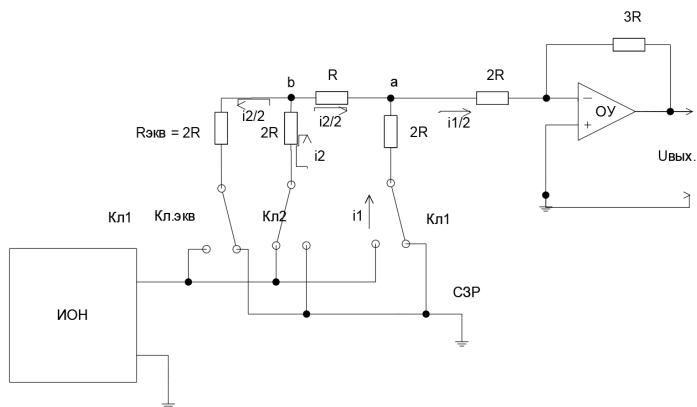 3R
b
R
a
2R
i2/2
i2/2
i1/2
ОУ
Rэкв = 2R
2R
2R
i2
Uвых.
Кл1
Кл.экв
Кл2
i1
Кл1
СЗР
ИОН